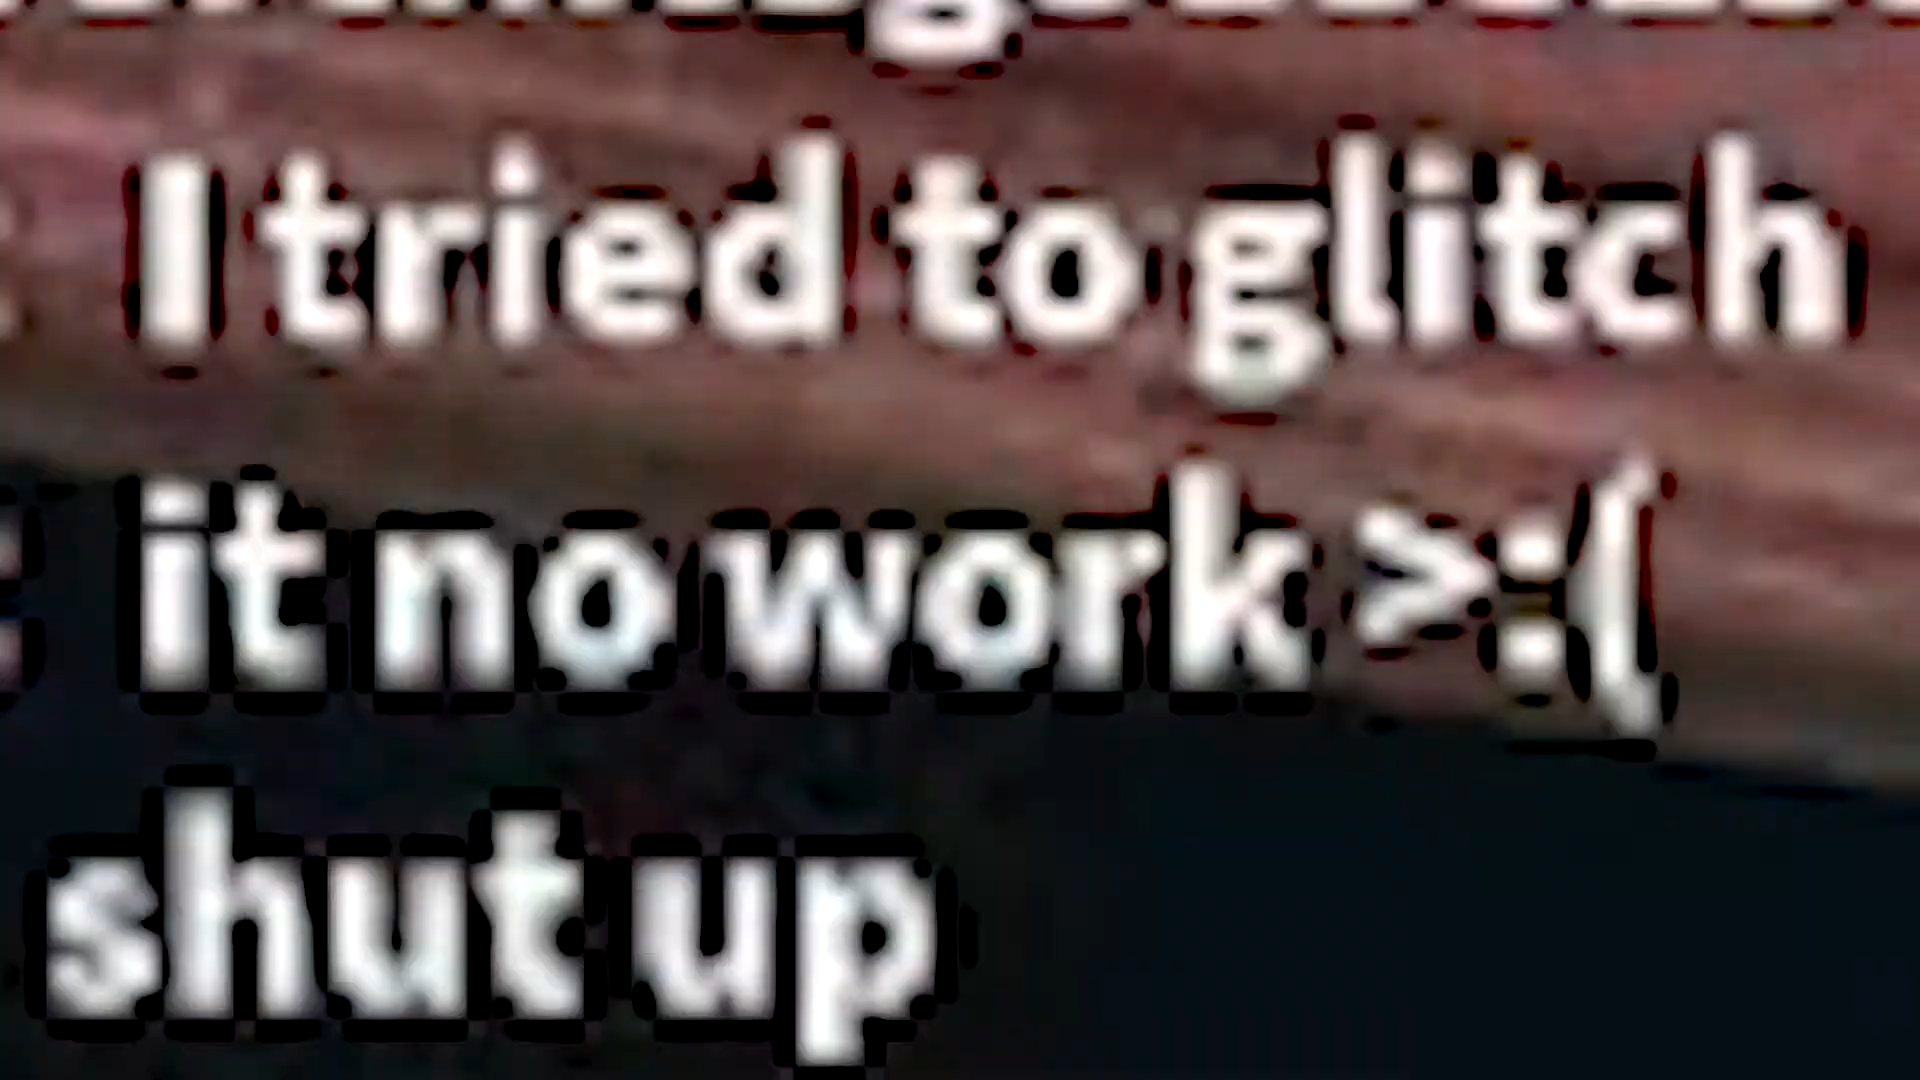 I tried to glitch
it no work >:(
shut up